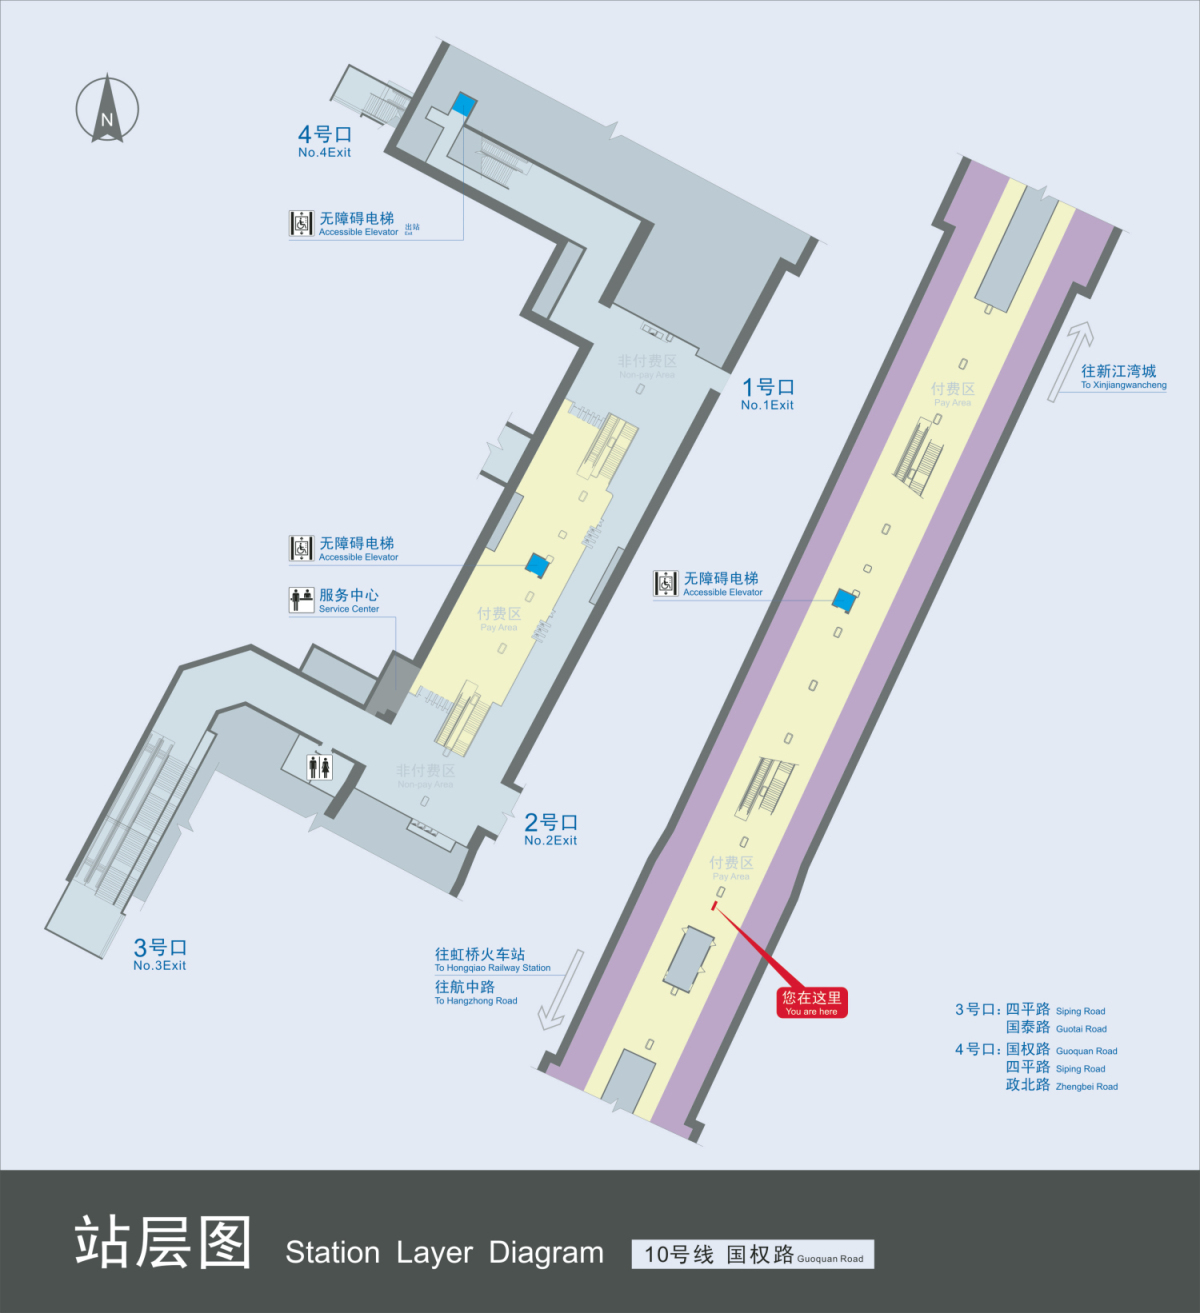 N
4号口
No.4Exit
无障碍电梯 出站
Accessible Elevator Exit
非付费区
Non-pay Area
1号口
No.1Exit
往新江湾城
To Xinjiangwancheng
付费区
Pay Area
无障碍电梯
Accessible Elevator
服务中心
Service Center
无障碍电梯
Accessible Elevator
付费区
Pay Area
非付费区
Non-pay Area
2号口
No.2Exit
付费区
Pay Area
3号口
No.3Exit
往虹桥火车站
To Hongqiao Railway Station
往航中路
To Hangzhong Road
您在这里
You are here
3号口: 四平路 Siping Road
国泰路 Guotai Road
4号口: 国权路 Guoquan Road
四平路 Siping Road
政北路 Zhengbei Road
站层图 Station Layer Diagram 10号线 国权路 Guoquan Road